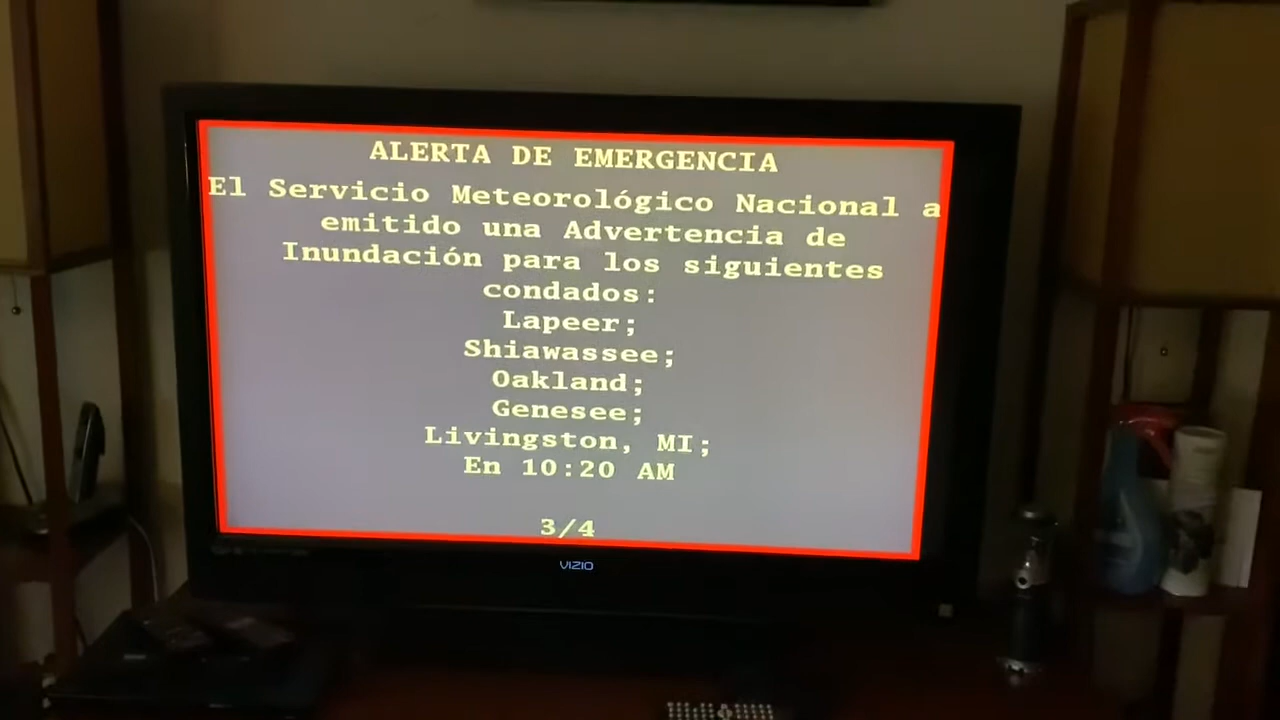 ALERTA DE EMERGENCIA
El Servicio Meteorológico Nacional a
emitido una Advertencia de
Inundación para los siguientes
condados:
Lapeer;
Shiawassee;
Oakland;
Genesee;
Livingston, MI;
En 10:20 AM
3/4
VIZIO